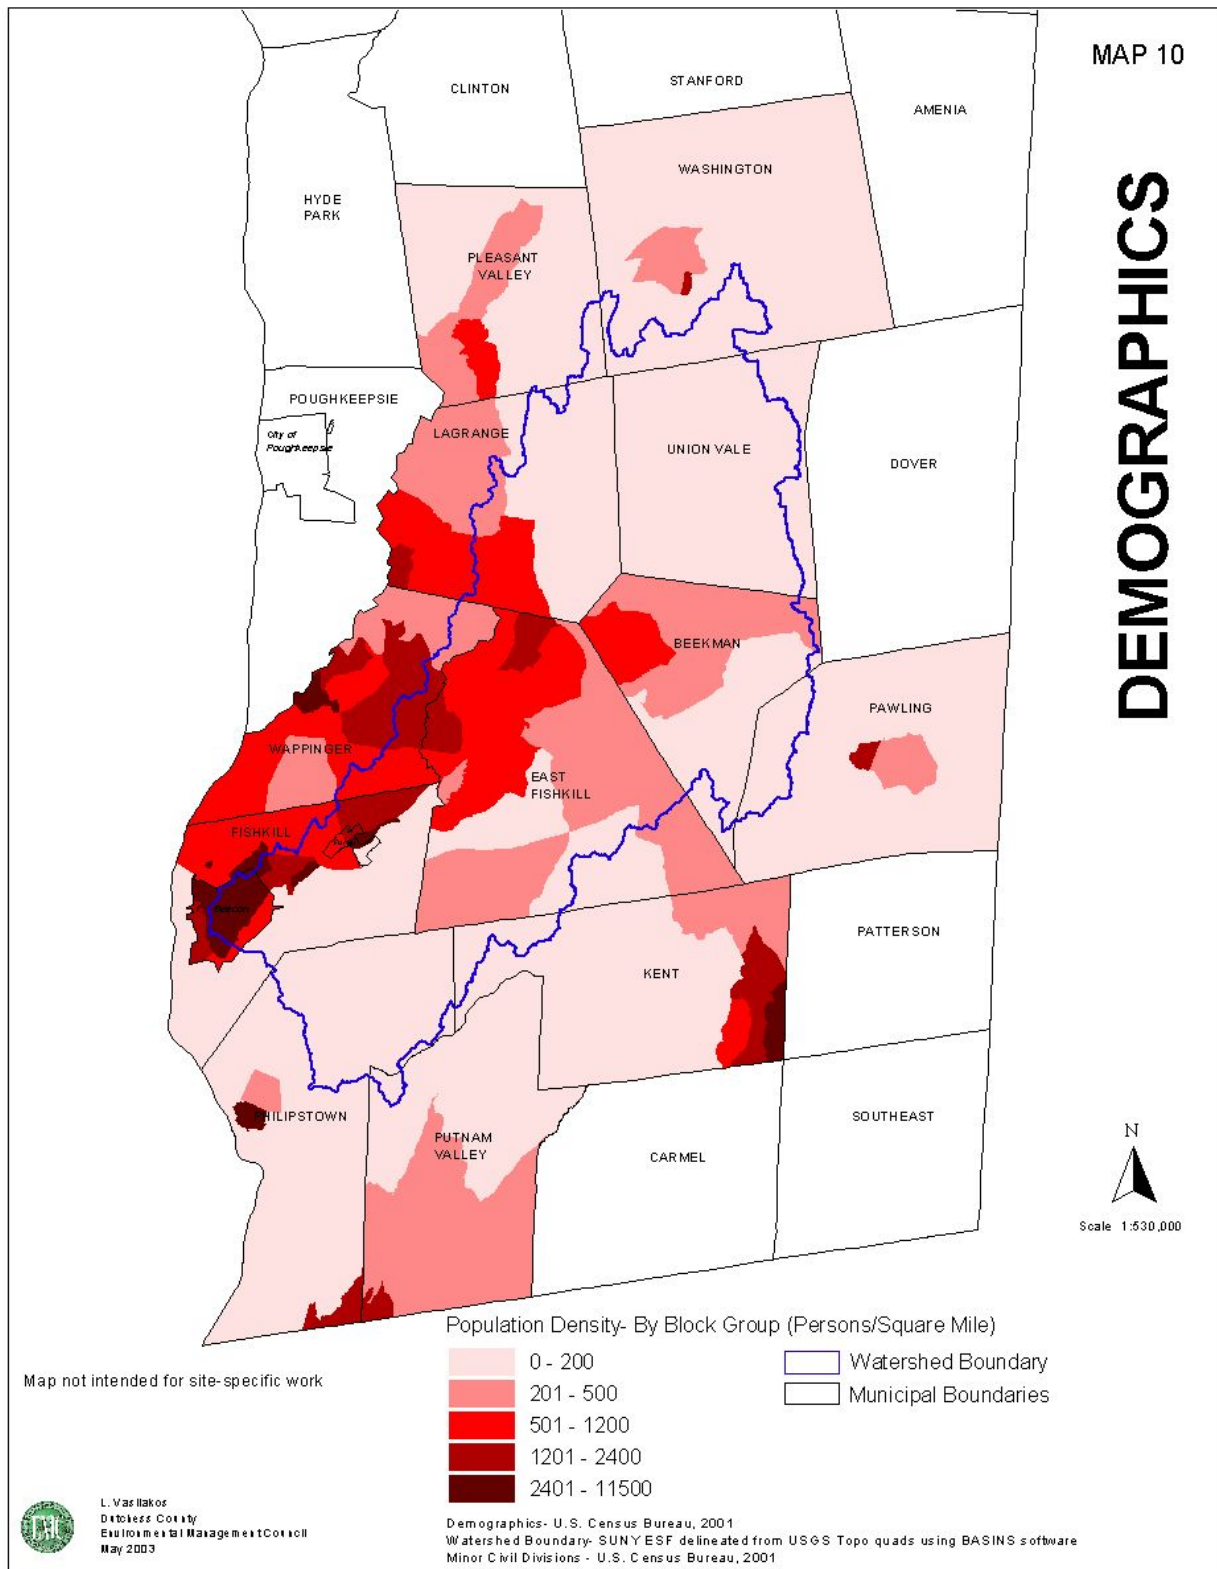 MAP 10
DEMOGRAPHICS
CLINTON
STANFORD
AMENIA
WASHINGTON
HYDE
PARK
PLEASANT
VALLEY
POUGHKEEPSIE
City of
Poughkeepsie
LAGRANGE
UNION VALE
DOVER
BEEKMAN
PAWLING
WAPPINGER
EAST
FISHKILL
FISHKILL
Beacon
KENT
PATTERSON
PHILIPSTOWN
PUTNAM
VALLEY
CARMEL
SOUTHEAST
N
Scale 1:530,000
Population Density- By Block Group (Persons/Square Mile)
0 - 200
201 - 500
501 - 1200
1201 - 2400
2401 - 11500
Watershed Boundary
Municipal Boundaries
Map not intended for site-specific work
EMC
L. Vasilakos
Dutchess County
Environmental Management Council
May 2003
Demographics- U.S. Census Bureau, 2001
Watershed Boundary- SUNY ESF delineated from USGS Topo quads using BASINS software
Minor Civil Divisions - U.S. Census Bureau, 2001